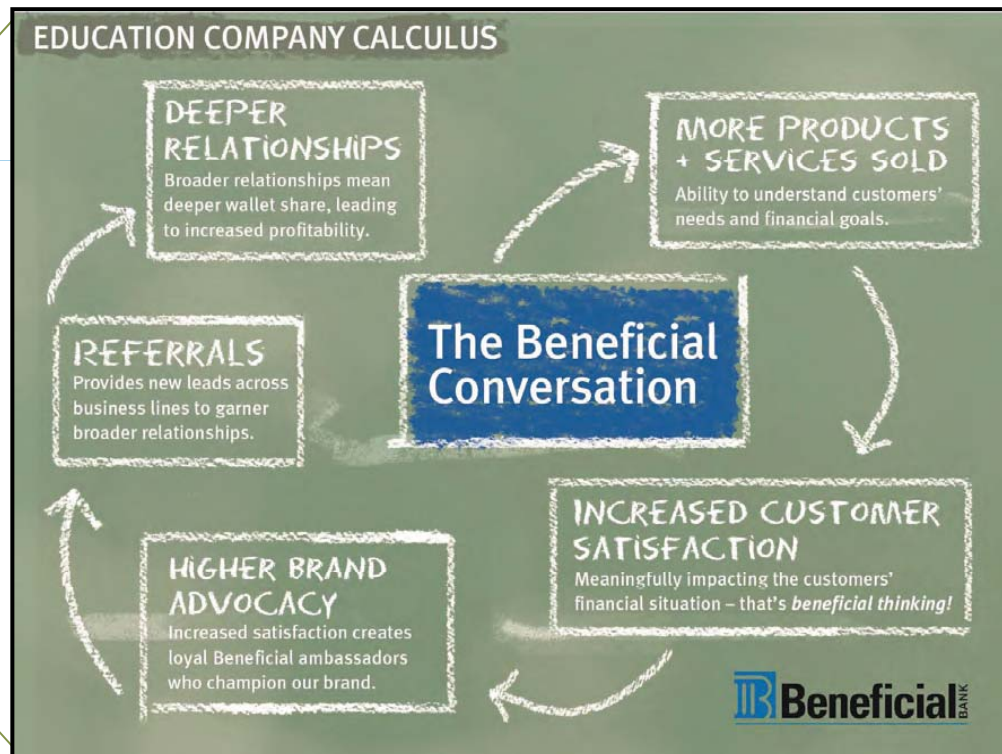 EDUCATION COMPANY CALCULUS
DEEPER
RELATIONSHIPS
Broader relationships mean
deeper wallet share, leading
to increased profitability.
MORE PRODUCTS
+ SERVICES SOLD
Ability to understand customers'
needs and financial goals.
The Beneficial
Conversation
REFERRALS
Provides new leads across
business lines to garner
broader relationships.
INCREASED CUSTOMER
SATISFACTION
Meaningfully impacting the customers'
financial situation – that's beneficial thinking!
HIGHER BRAND
ADVOCACY
Increased satisfaction creates
loyal Beneficial ambassadors
who champion our brand.
Beneficial BANK